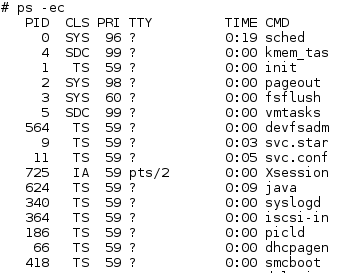 # ps -ec
PID CLS PRI TTY TIME CMD
0 SYS 96 ? 0:19 sched
4 SDC 99 ? 0:00 kmem_tas
1 TS 59 ? 0:00 init
2 SYS 98 ? 0:00 pageout
3 SYS 60 ? 0:00 fsflush
5 SDC 99 ? 0:00 vmtasks
564 TS 59 ? 0:00 devfsadm
9 TS 59 ? 0:03 svc.star
11 TS 59 ? 0:05 svc.conf
725 IA 59 pts/2 0:00 Xsession
624 TS 59 ? 0:09 java
340 TS 59 ? 0:00 syslogd
364 TS 59 ? 0:00 iscsi-in
186 TS 59 ? 0:00 picld
66 TS 59 ? 0:00 dhcpagen
418 TS 59 ? 0:00 smcboot